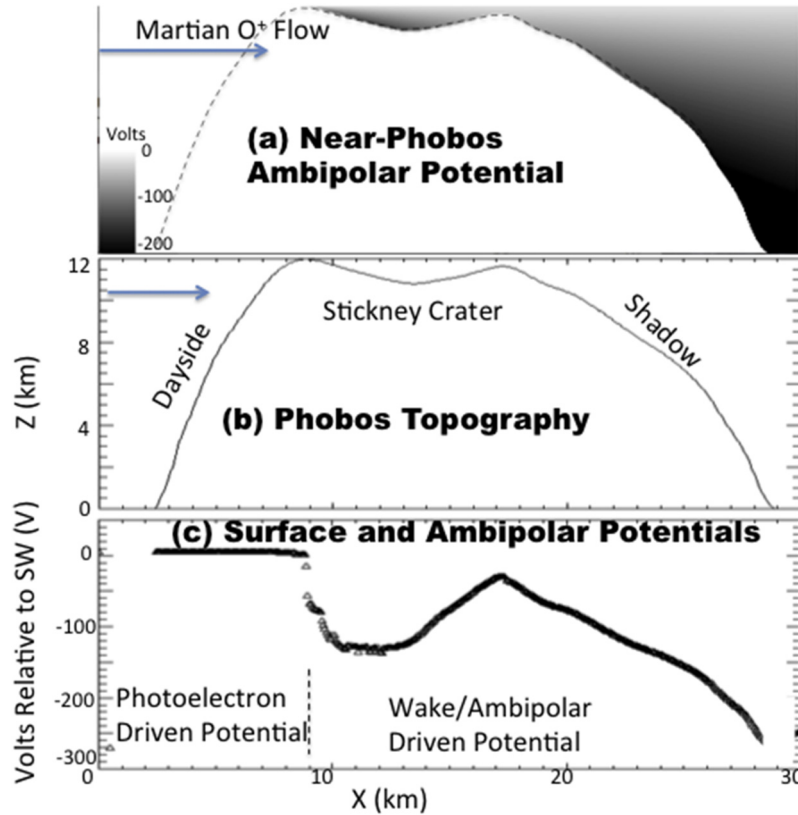 Martian O⁺ Flow
Volts
0
-100
-200
(a) Near-Phobos
Ambipolar Potential
12
8
4
0
Z (km)
Dayside
Stickney Crater
Shadow
(b) Phobos Topography
(c) Surface and Ambipolar Potentials
0
-100
-200
-300
Volts Relative to SW (V)
Photoelectron
Driven Potential
Wake/Ambipolar
Driven Potential
0
10
20
30
X (km)